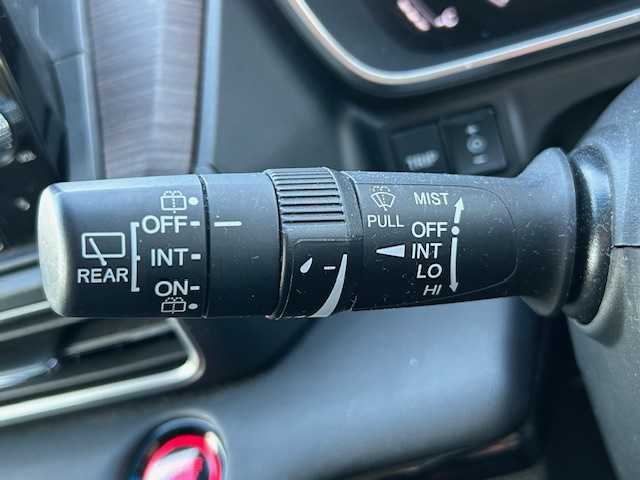 TRIP
MIST
PULL
OFF
OFF
INT
REAR
INT
LO
ON
HI